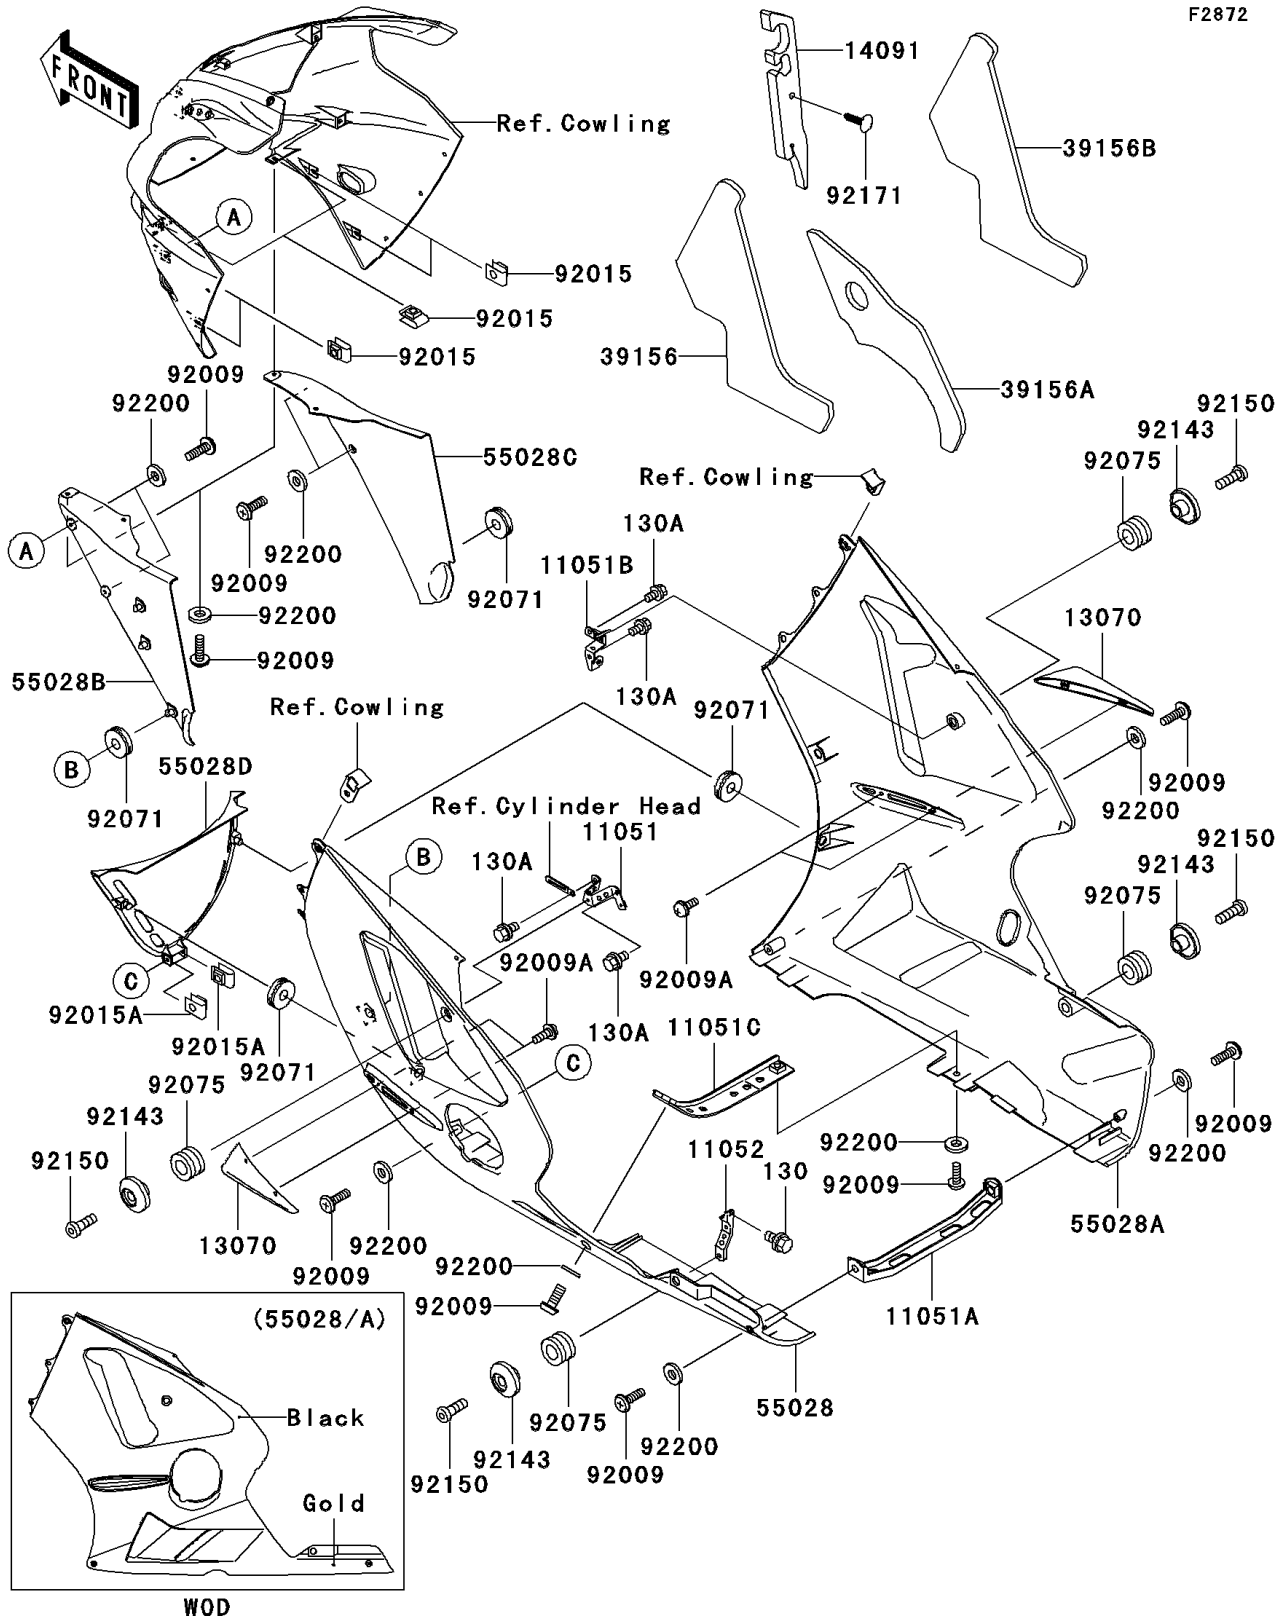 F2872
FRONT
14091
Ref.Cowling
39156B
92171
A
92015
92015
92015
39156
39156A
92009
92200
92150
92143
92075
55028C
Ref.Cowling
130A
11051B
A
92200
92009
92071
92200
13070
92009
55028B
130A
Ref.Cowling
92071
B
55028D
92009
92200
92071
Ref.Cylinder Head
11051
92150
92143
92075
B
130A
92009A
92009A
C
92015A
130A
11051C
92015A
92071
C
92075
92143
92009
92200
92150
92200
11052
130
92009
13070
92200
92009
92200
92009
55028A
11051A
(55028/A)
55028
Black
92075
92200
92143
92009
92150
Gold
WOD